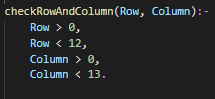 checkRowAndColumn(Row, Column):-
    Row > 0,
    Row < 12,
    Column > 0,
    Column < 13.